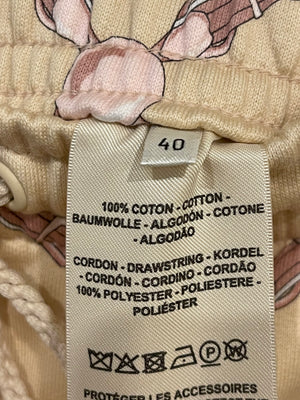 40
100% COTON - COTTON -
BAUMWOLLE - ALGODÓN - COTONE
- ALGODÃO
CORDON - DRAWSTRING - KORDEL
- CORDÓN - CORDINO - CORDÃO
100% POLYESTER - POLIESTERE -
POLIÉSTER
P
PROTÉGER LES ACCESSOIRES